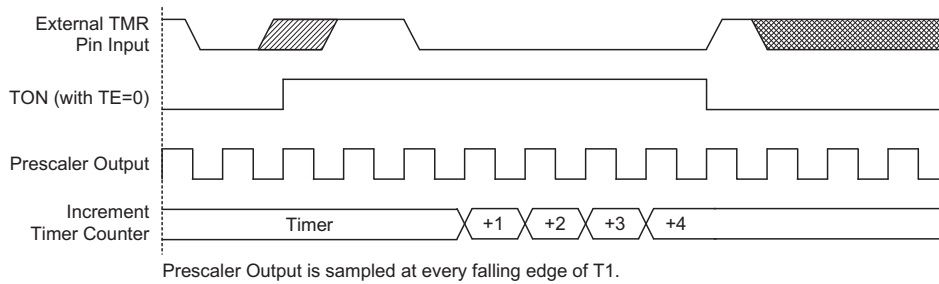 External TMR
Pin Input
TON (with TE=0)
Prescaler Output
Increment
Timer Counter
Timer
+1
+2
+3
+4
Prescaler Output is sampled at every falling edge of T1.